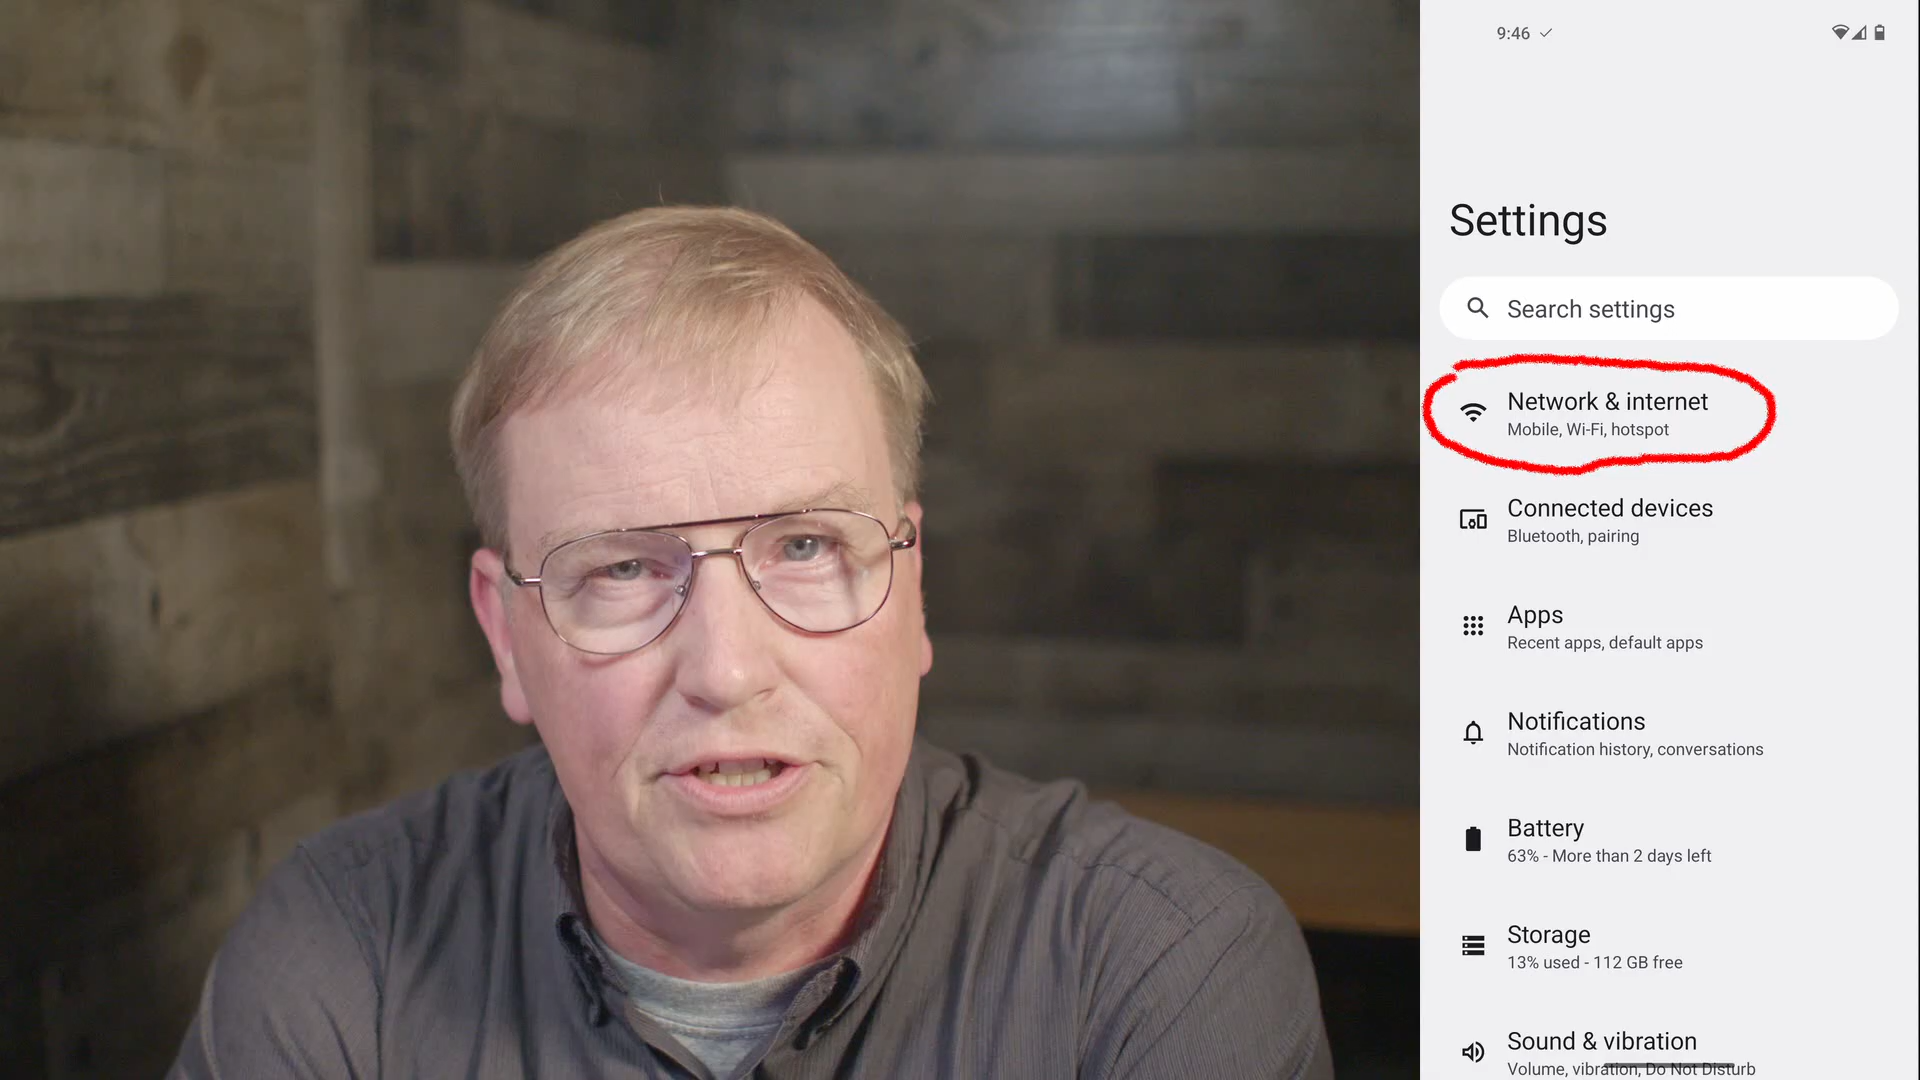 9:46
Settings
Search settings
Network & internet
Mobile, Wi-Fi, hotspot
Connected devices
Bluetooth, pairing
Apps
Recent apps, default apps
Notifications
Notification history, conversations
Battery
63% - More than 2 days left
Storage
13% used - 112 GB free
Sound & vibration
Volume, vibration, Do Not Disturb